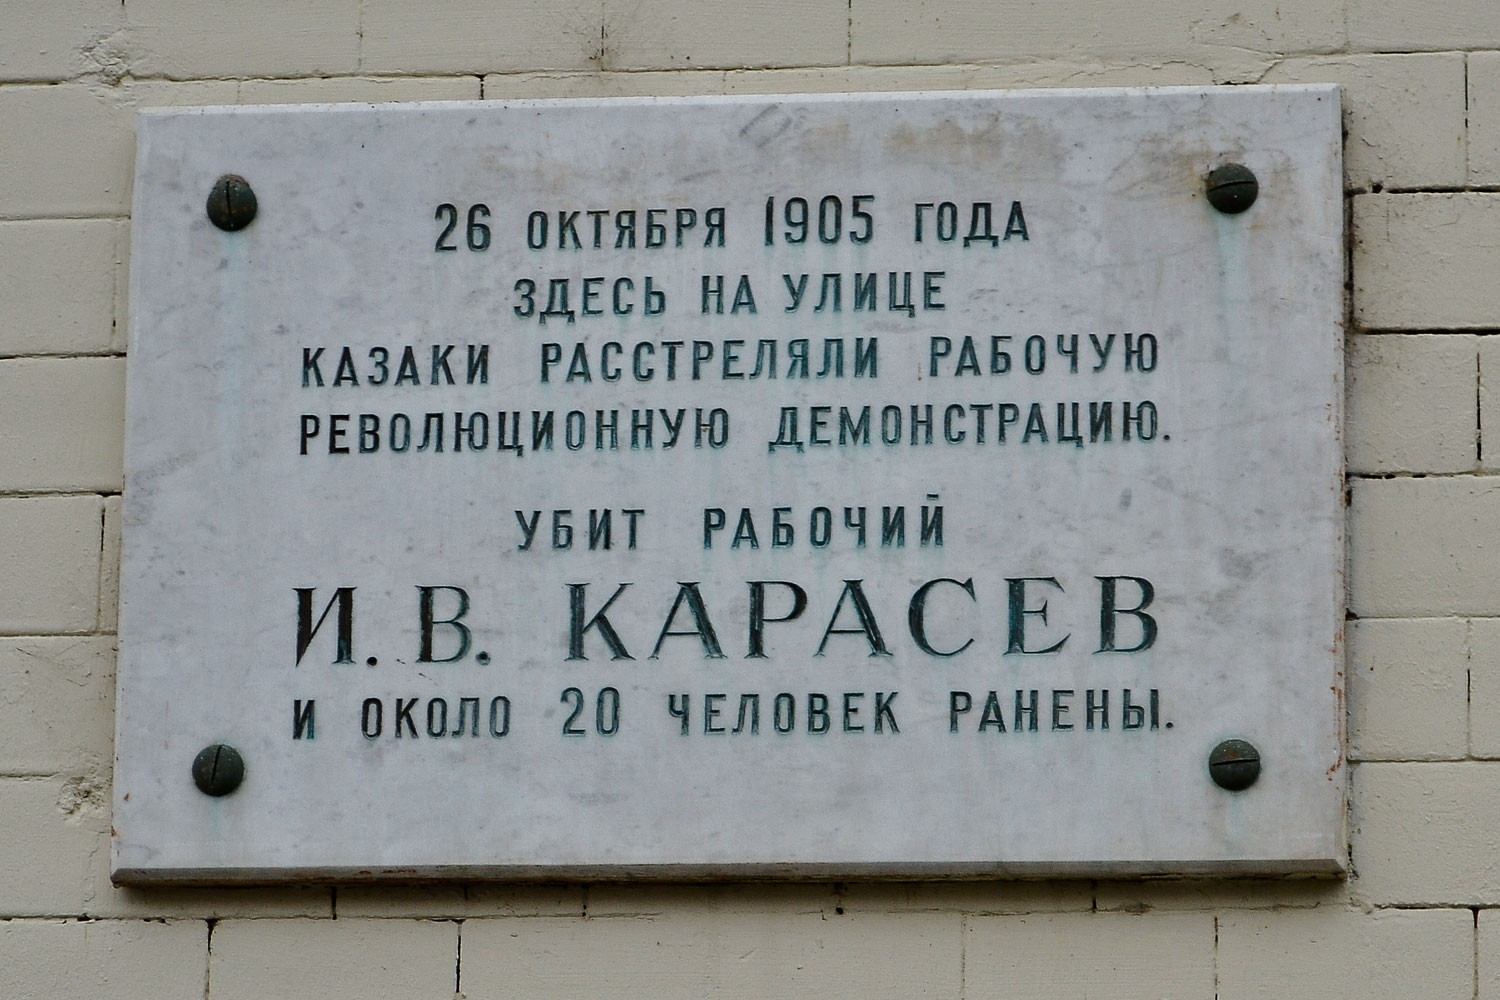 26 ОКТЯБРЯ 1905 ГОДА
ЗДЕСЬ НА УЛИЦЕ
КАЗАКИ РАССТРЕЛЯЛИ РАБОЧУЮ
РЕВОЛЮЦИОННУЮ ДЕМОНСТРАЦИЮ.
УБИТ РАБОЧИЙ
И. В. КАРАСЕВ
И ОКОЛО 20 ЧЕЛОВЕК РАНЕНЫ.